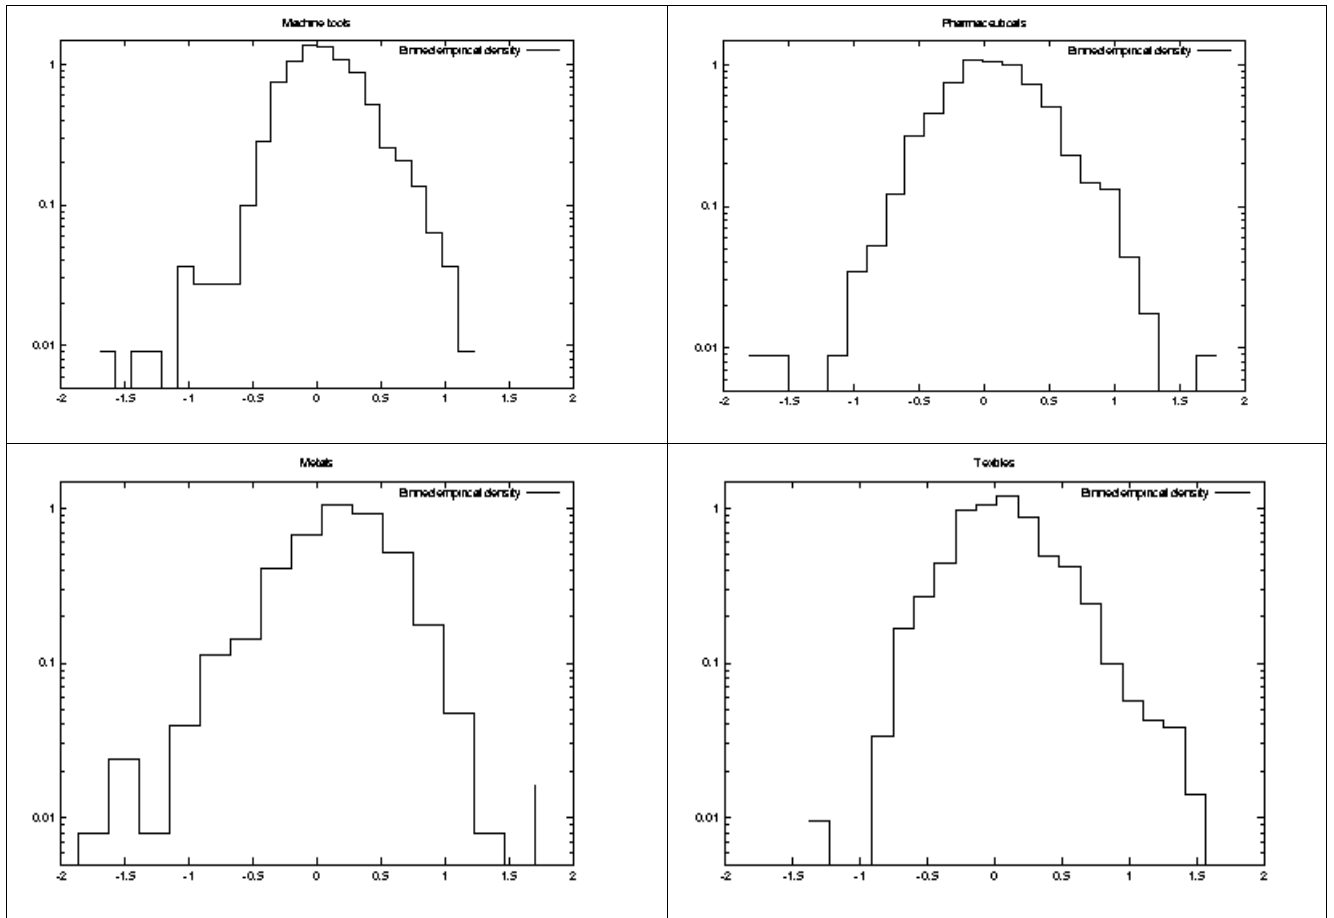 Machine tools
Binned empirical density
1
0.1
0.01
-2 -1.5 -1 -0.5 0 0.5 1 1.5 2
Pharmaceuticals
Binned empirical density
1
0.1
0.01
-2 -1.5 -1 -0.5 0 0.5 1 1.5 2
Metals
Binned empirical density
1
0.1
0.01
-2 -1.5 -1 -0.5 0 0.5 1 1.5 2
Textiles
Binned empirical density
1
0.1
0.01
-2 -1.5 -1 -0.5 0 0.5 1 1.5 2